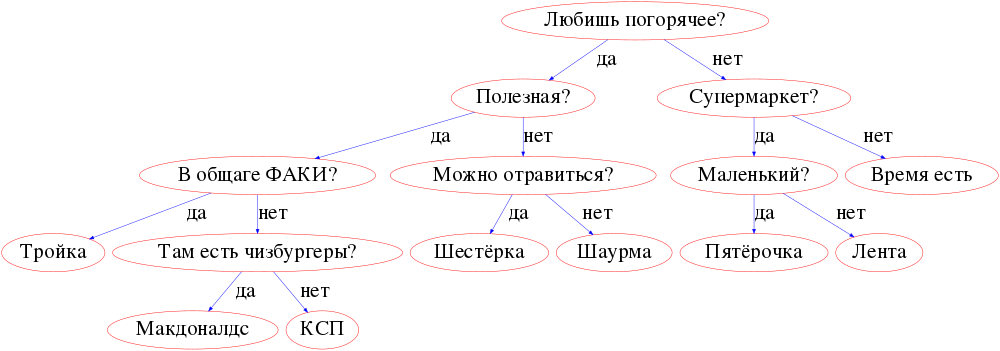 Любишь погорячее?
да
нет
Полезная?
Супермаркет?
да
нет
да
нет
В общаге ФАКИ?
Можно отравиться?
Маленький?
Время есть
да
нет
да
нет
да
нет
Тройка
Там есть чизбургеры?
Шестёрка
Шаурма
Пятёрочка
Лента
да
нет
Макдоналдс
КСП